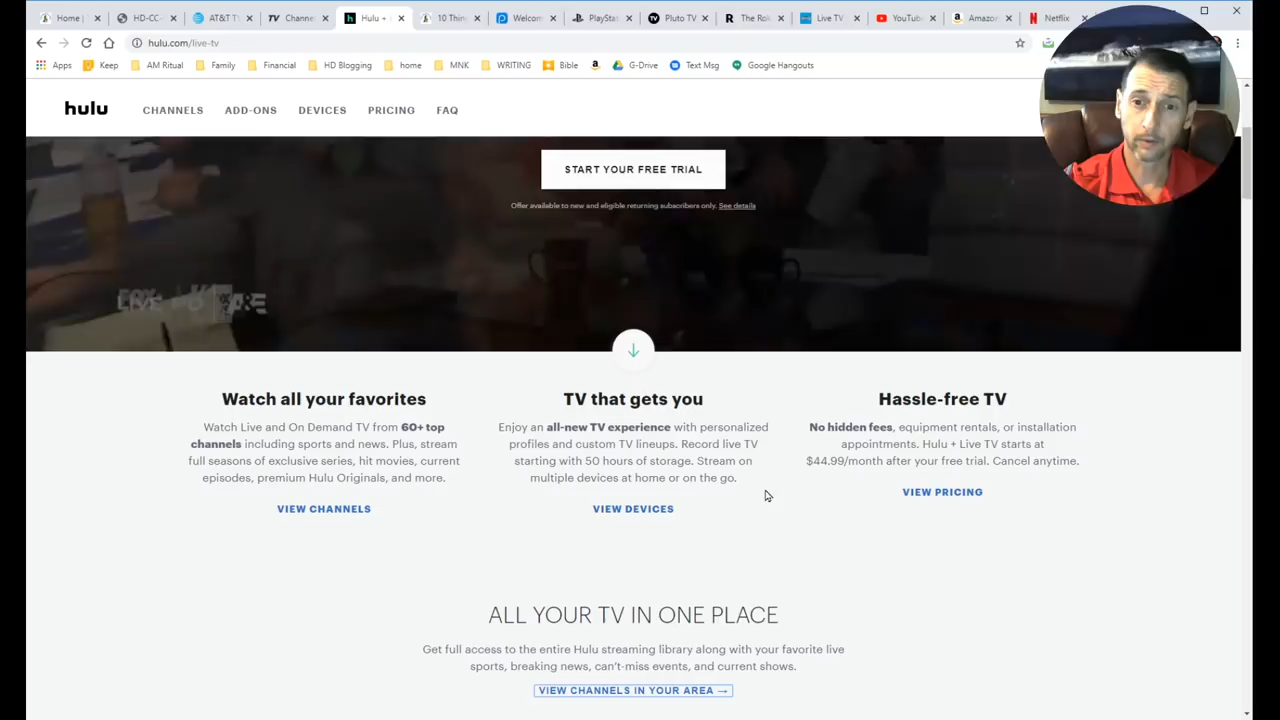 Home |
HD-CC-
AT&T T
TV Channe
Hulu +
10 Thin
Welcom
PlayStat
Pluto TV
The Rok
Live TV
YouTub
Amazon
Netflix
hulu.com/live-tv
Apps Keep AM Ritual Family Financial HD Blogging home MNK WRITING Bible G-Drive Text Msg Google Hangouts
hulu CHANNELS ADD-ONS DEVICES PRICING FAQ
START YOUR FREE TRIAL
Offer available to new and eligible returning subscribers only. See details
Watch all your favorites
Watch Live and On Demand TV from 60+ top
channels including sports and news. Plus, stream
full seasons of exclusive series, hit movies, current
episodes, premium Hulu Originals, and more.
VIEW CHANNELS
TV that gets you
Enjoy an all-new TV experience with personalized
profiles and custom TV lineups. Record live TV
starting with 50 hours of storage. Stream on
multiple devices at home or on the go.
VIEW DEVICES
Hassle-free TV
No hidden fees, equipment rentals, or installation
appointments. Hulu + Live TV starts at
$44.99/month after your free trial. Cancel anytime.
VIEW PRICING
ALL YOUR TV IN ONE PLACE
Get full access to the entire Hulu streaming library along with your favorite live
sports, breaking news, can't-miss events, and current shows.
VIEW CHANNELS IN YOUR AREA →